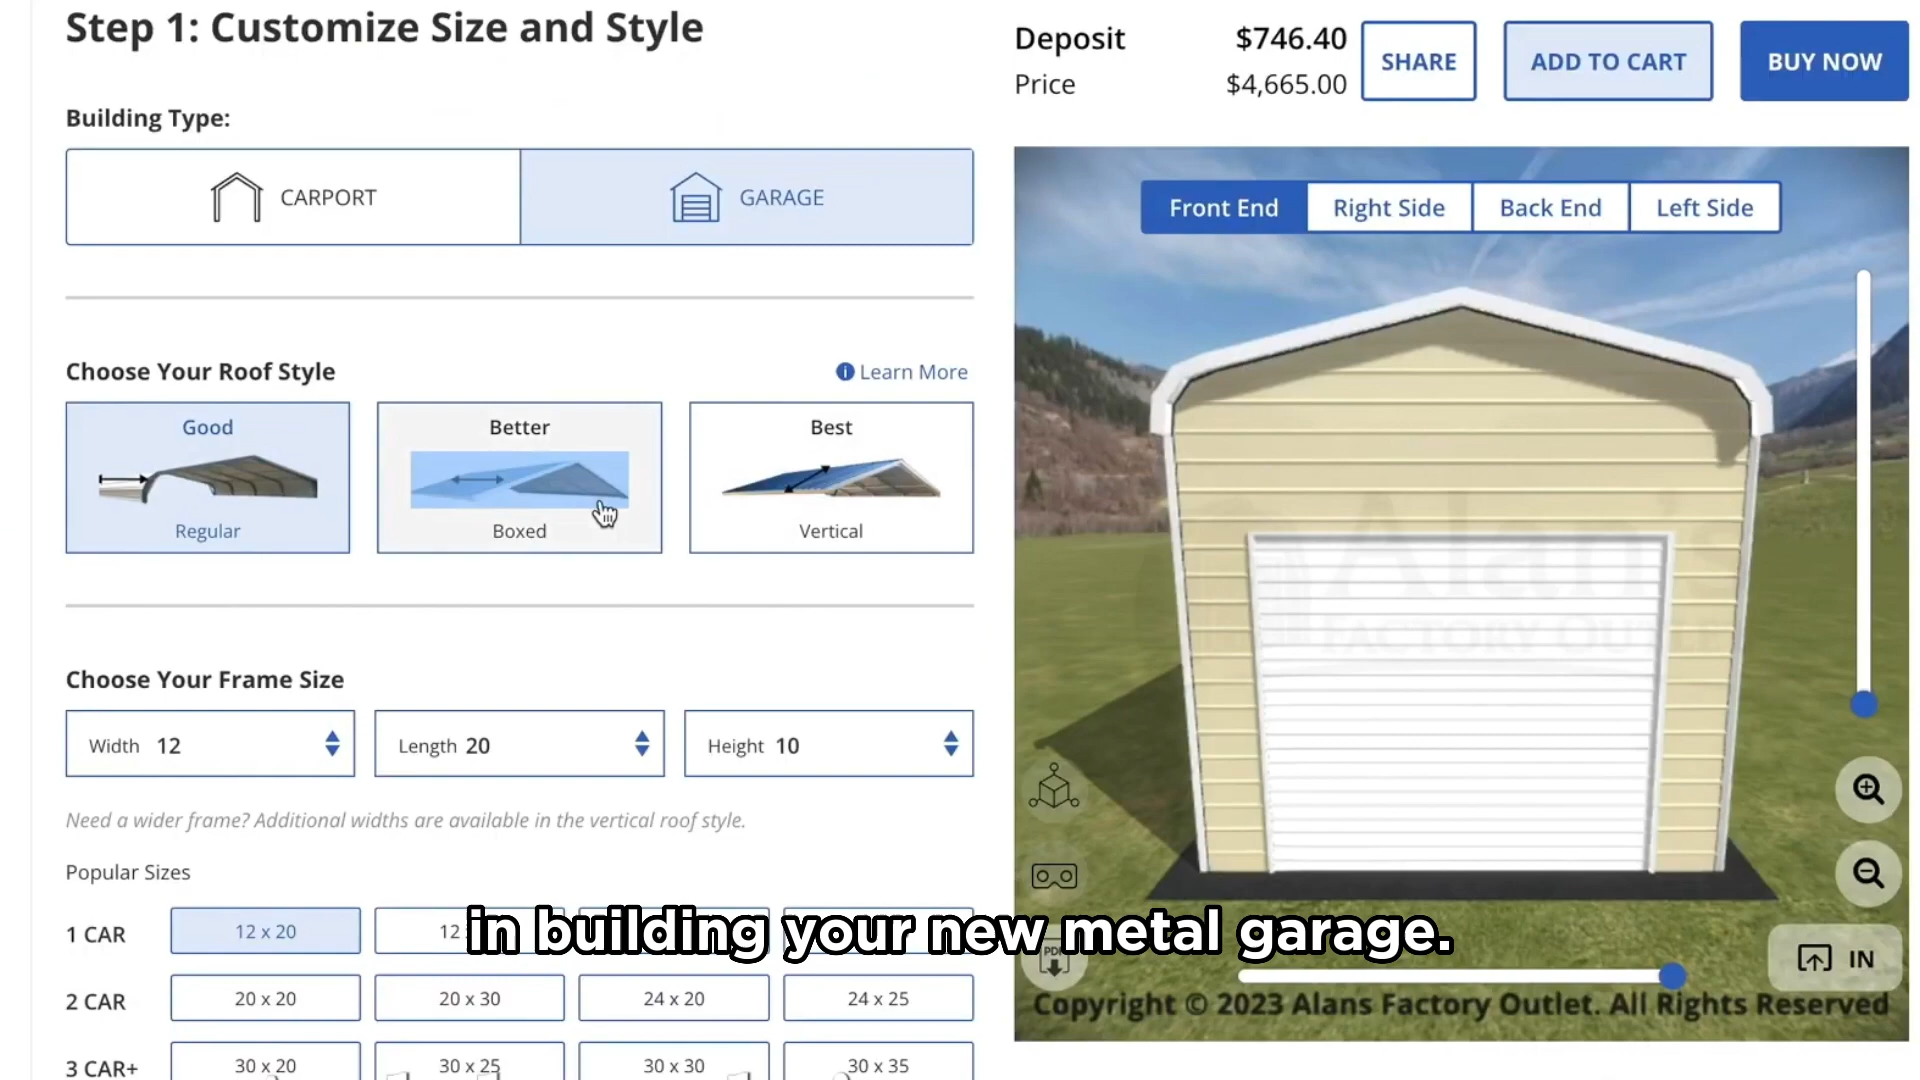 Step 1: Customize Size and Style
Deposit $746.40
Price $4,665.00
SHARE
ADD TO CART
BUY NOW
Building Type:
CARPORT
GARAGE
Front End
Right Side
Back End
Left Side
Choose Your Roof Style
Learn More
Good
Regular
Better
Boxed
Best
Vertical
Alan's
FACTORY OUTLET
Choose Your Frame Size
Width 12
Length 20
Height 10
Need a wider frame? Additional widths are available in the vertical roof style.
Popular Sizes
1 CAR 12 x 20 12
in building your new metal garage.
PDF
IN
2 CAR 20 x 20 20 x 30 24 x 20 24 x 25
Copyright © 2023 Alans Factory Outlet. All Rights Reserved
3 CAR+ 30 x 20 30 x 25 30 x 30 30 x 35